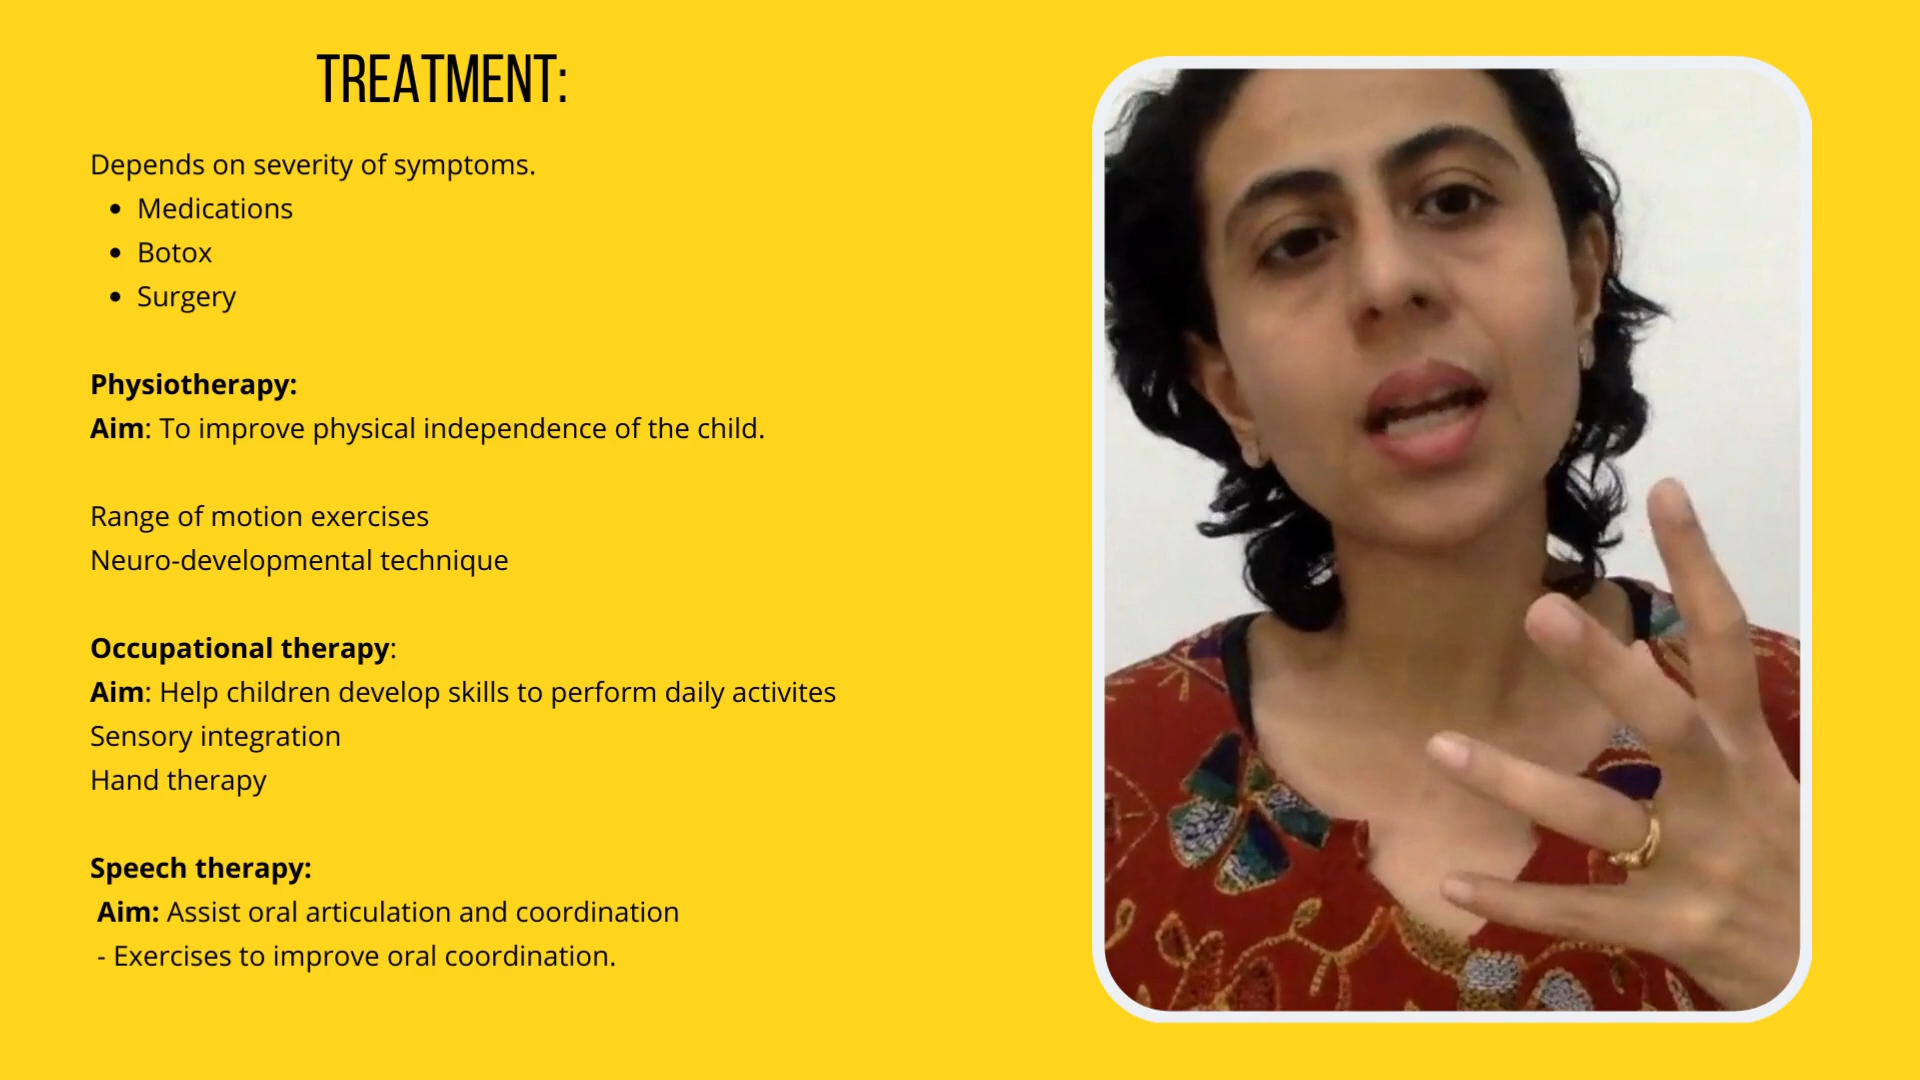 TREATMENT:
Depends on severity of symptoms.
• Medications
• Botox
• Surgery
Physiotherapy:
Aim: To improve physical independence of the child.
Range of motion exercises
Neuro-developmental technique
Occupational therapy:
Aim: Help children develop skills to perform daily activites
Sensory integration
Hand therapy
Speech therapy:
Aim: Assist oral articulation and coordination
- Exercises to improve oral coordination.